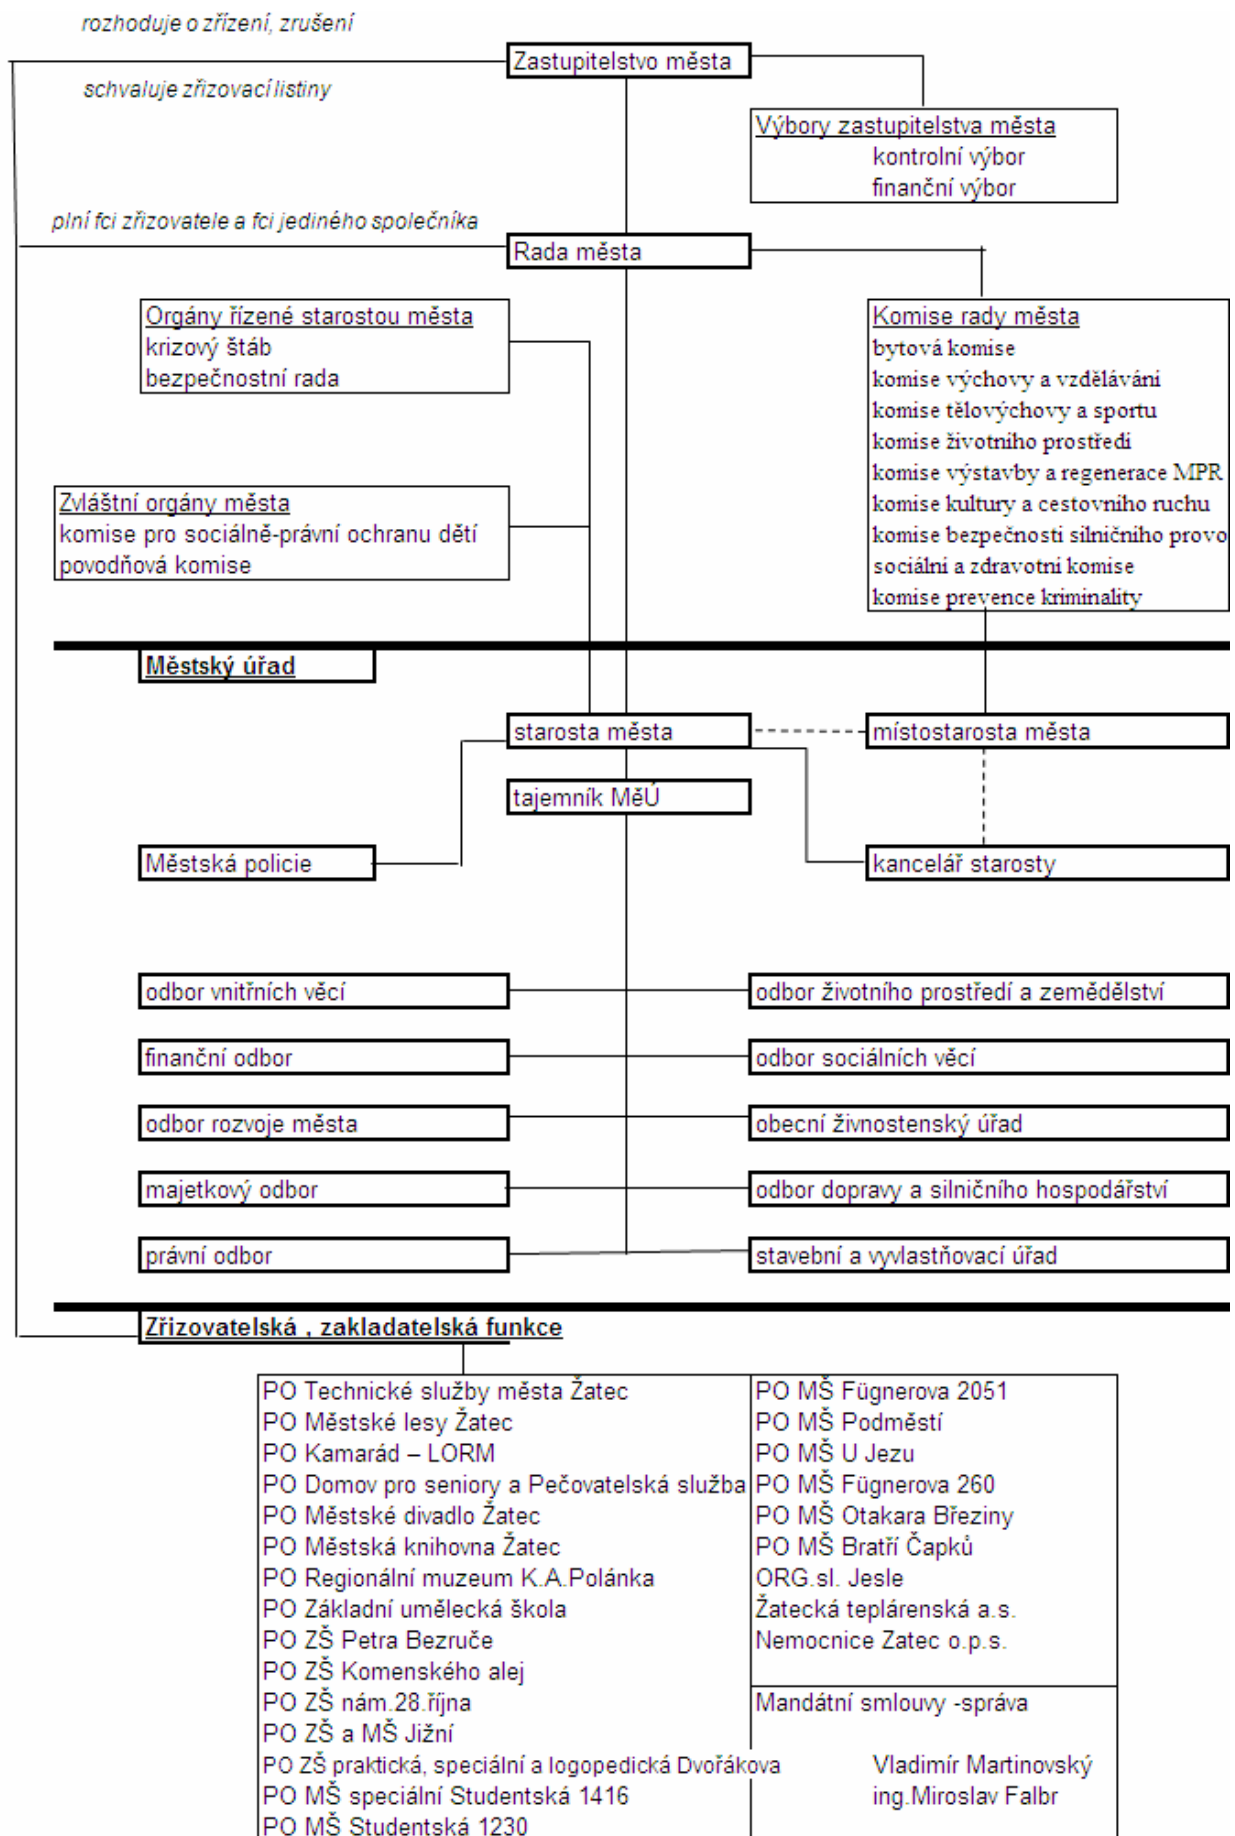 rozhoduje o zřízení, zrušení
Zastupitelstvo města
schvaluje zřizovací listiny
Výbory zastupitelstva města
kontrolní výbor
finanční výbor
plní fci zřizovatele a fci jediného společníka
Rada města
Orgány řízené starostou města
krizový štáb
bezpečnostní rada
Komise rady města
bytová komise
komise výchovy a vzdělávání
komise tělovýchovy a sportu
komise životního prostředí
komise výstavby a regenerace MPR
komise kultury a cestovního ruchu
komise bezpečnosti silničního provo
sociální a zdravotní komise
komise prevence kriminality
Zvláštní orgány města
komise pro sociálně-právní ochranu dětí
povodňová komise
Městský úřad
starosta města
místostarosta města
tajemník MěÚ
Městská policie
kancelář starosty
odbor vnitřních věcí
odbor životního prostředí a zemědělství
finanční odbor
odbor sociálních věcí
odbor rozvoje města
obecní živnostenský úřad
majetkový odbor
odbor dopravy a silničního hospodářství
právní odbor
stavební a vyvlastňovací úřad
Zřizovatelská , zakladatelská funkce
PO Technické služby města Žatec
PO Městské lesy Žatec
PO Kamarád – LORM
PO Domov pro seniory a Pečovatelská služba
PO Městské divadlo Žatec
PO Městská knihovna Žatec
PO Regionální muzeum K.A.Polánka
PO Základní umělecká škola
PO ZŠ Petra Bezruče
PO ZŠ Komenského alej
PO ZŠ nám.28.října
PO ZŠ a MŠ Jižní
PO ZŠ praktická, speciální a logopedická Dvořákova
PO MŠ speciální Studentská 1416
PO MŠ Studentská 1230
PO MŠ Fügnerova 2051
PO MŠ Podměstí
PO MŠ U Jezu
PO MŠ Fügnerova 260
PO MŠ Otakara Březiny
PO MŠ Bratří Čapků
ORG.sl. Jesle
Žatecká teplárenská a.s.
Nemocnice Zatec o.p.s.
Mandátní smlouvy -správa
Vladimír Martinovský
ing.Miroslav Falbr